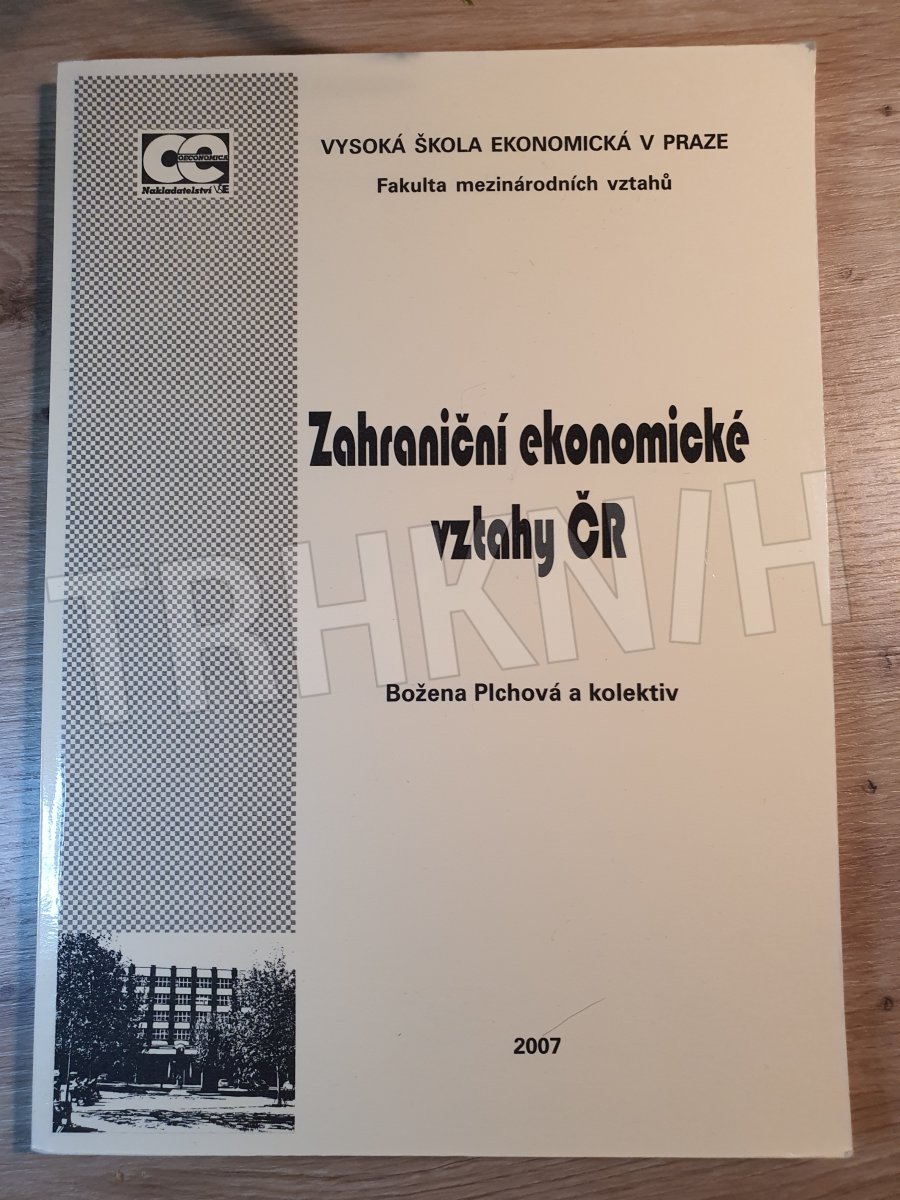 OECONOMICA
Nakladatelství VŠE
VYSOKÁ ŠKOLA EKONOMICKÁ V PRAZE
Fakulta mezinárodních vztahů
Zahraniční ekonomické
vztahy ČR
TRHKNIH
Božena Plchová a kolektiv
2007